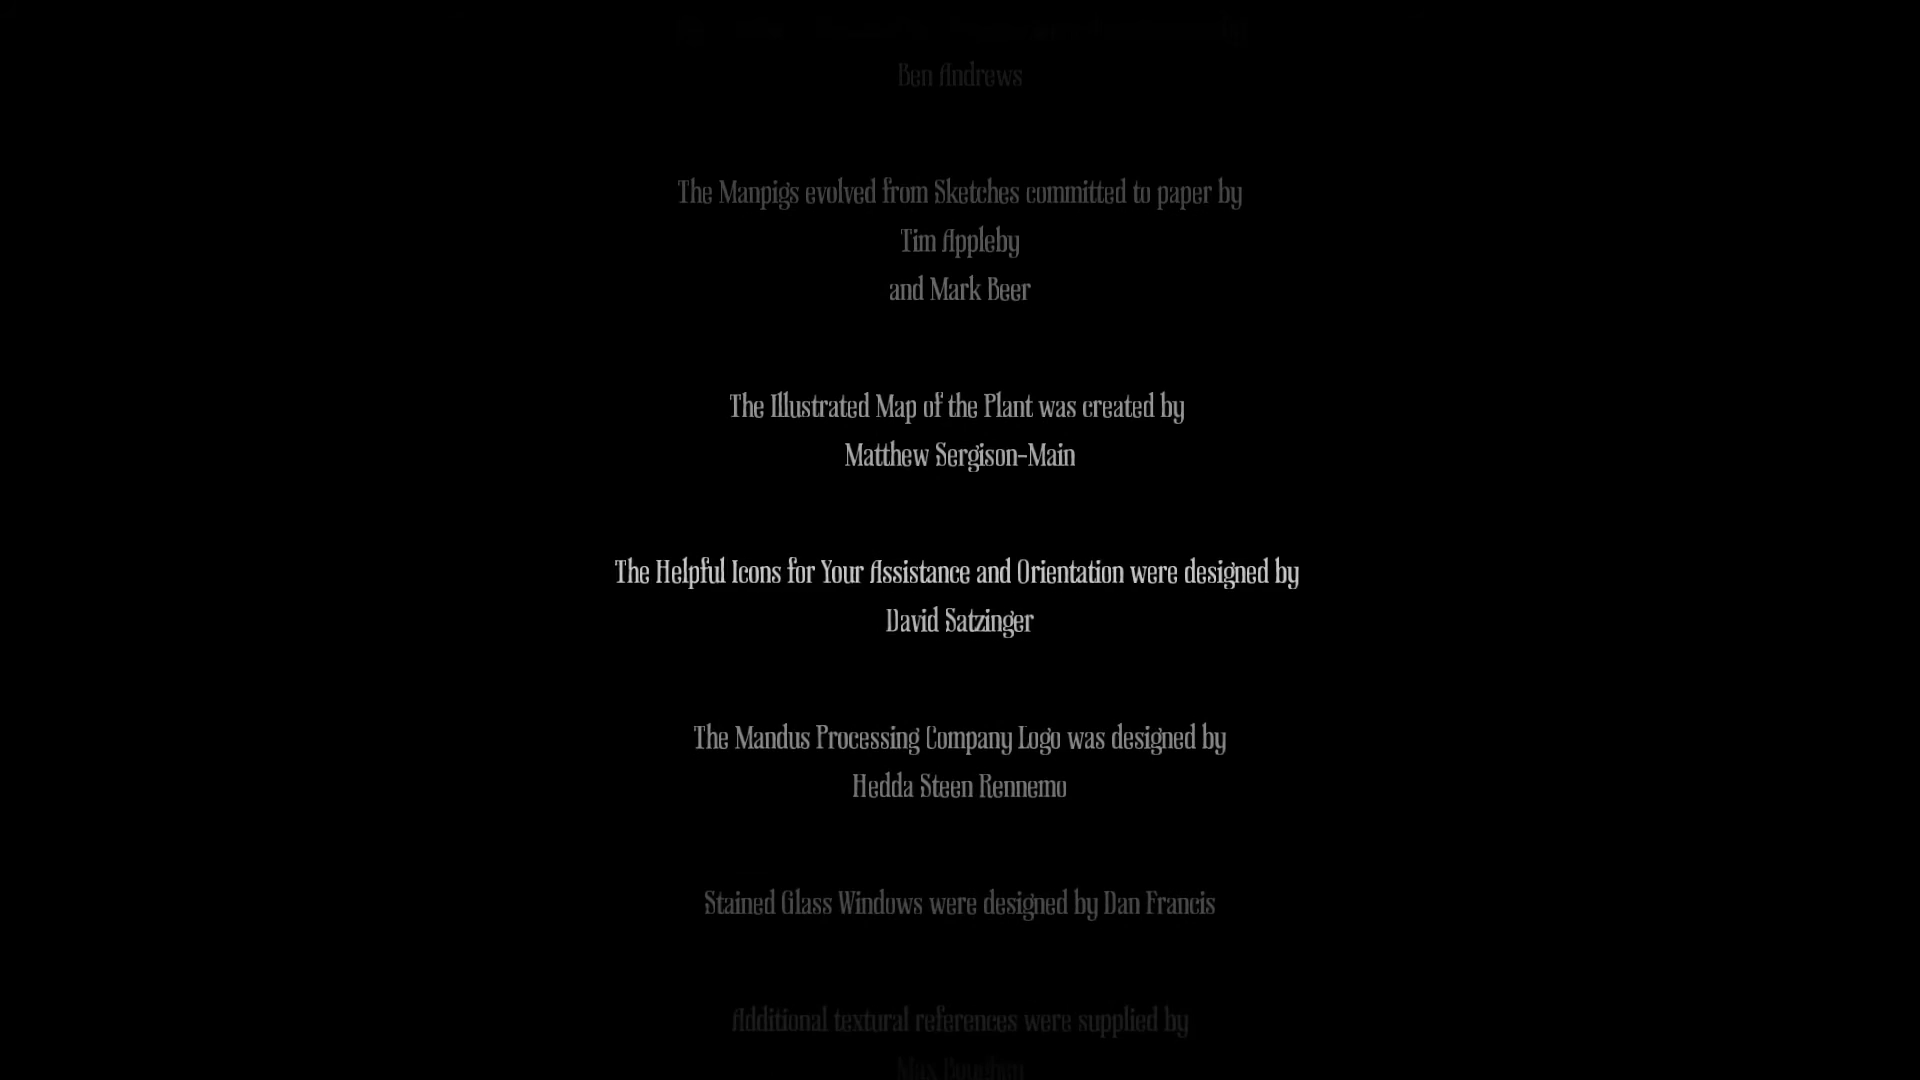 Ben Andrews
The Manpigs evolved from Sketches committed to paper by
Tim Appleby
and Mark Beer
The Illustrated Map of the Plant was created by
Matthew Sergison-Main
The Helpful Icons for Your Assistance and Orientation were designed by
David Satzinger
The Mandus Processing Company Logo was designed by
Hedda Steen Rennemo
Stained Glass Windows were designed by Dan Francis
Additional textural references were supplied by
Max